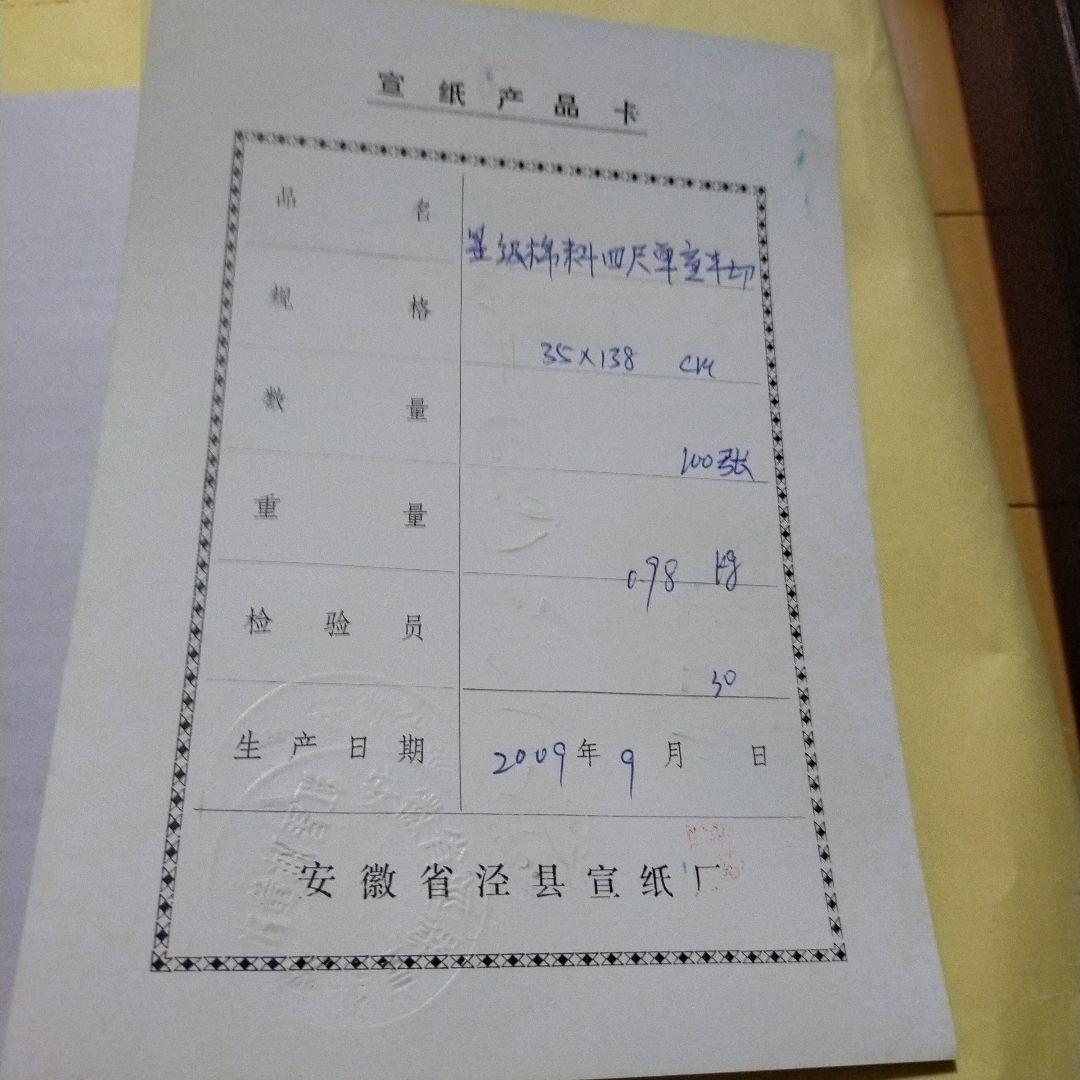 宣纸产品卡
品名 星级棉料四尺单宣半切
规格 35×138 cm
数量 100张
重量 0.98 kg
检验员 30
生产日期 2009年9月 日
安徽省泾县宣纸厂